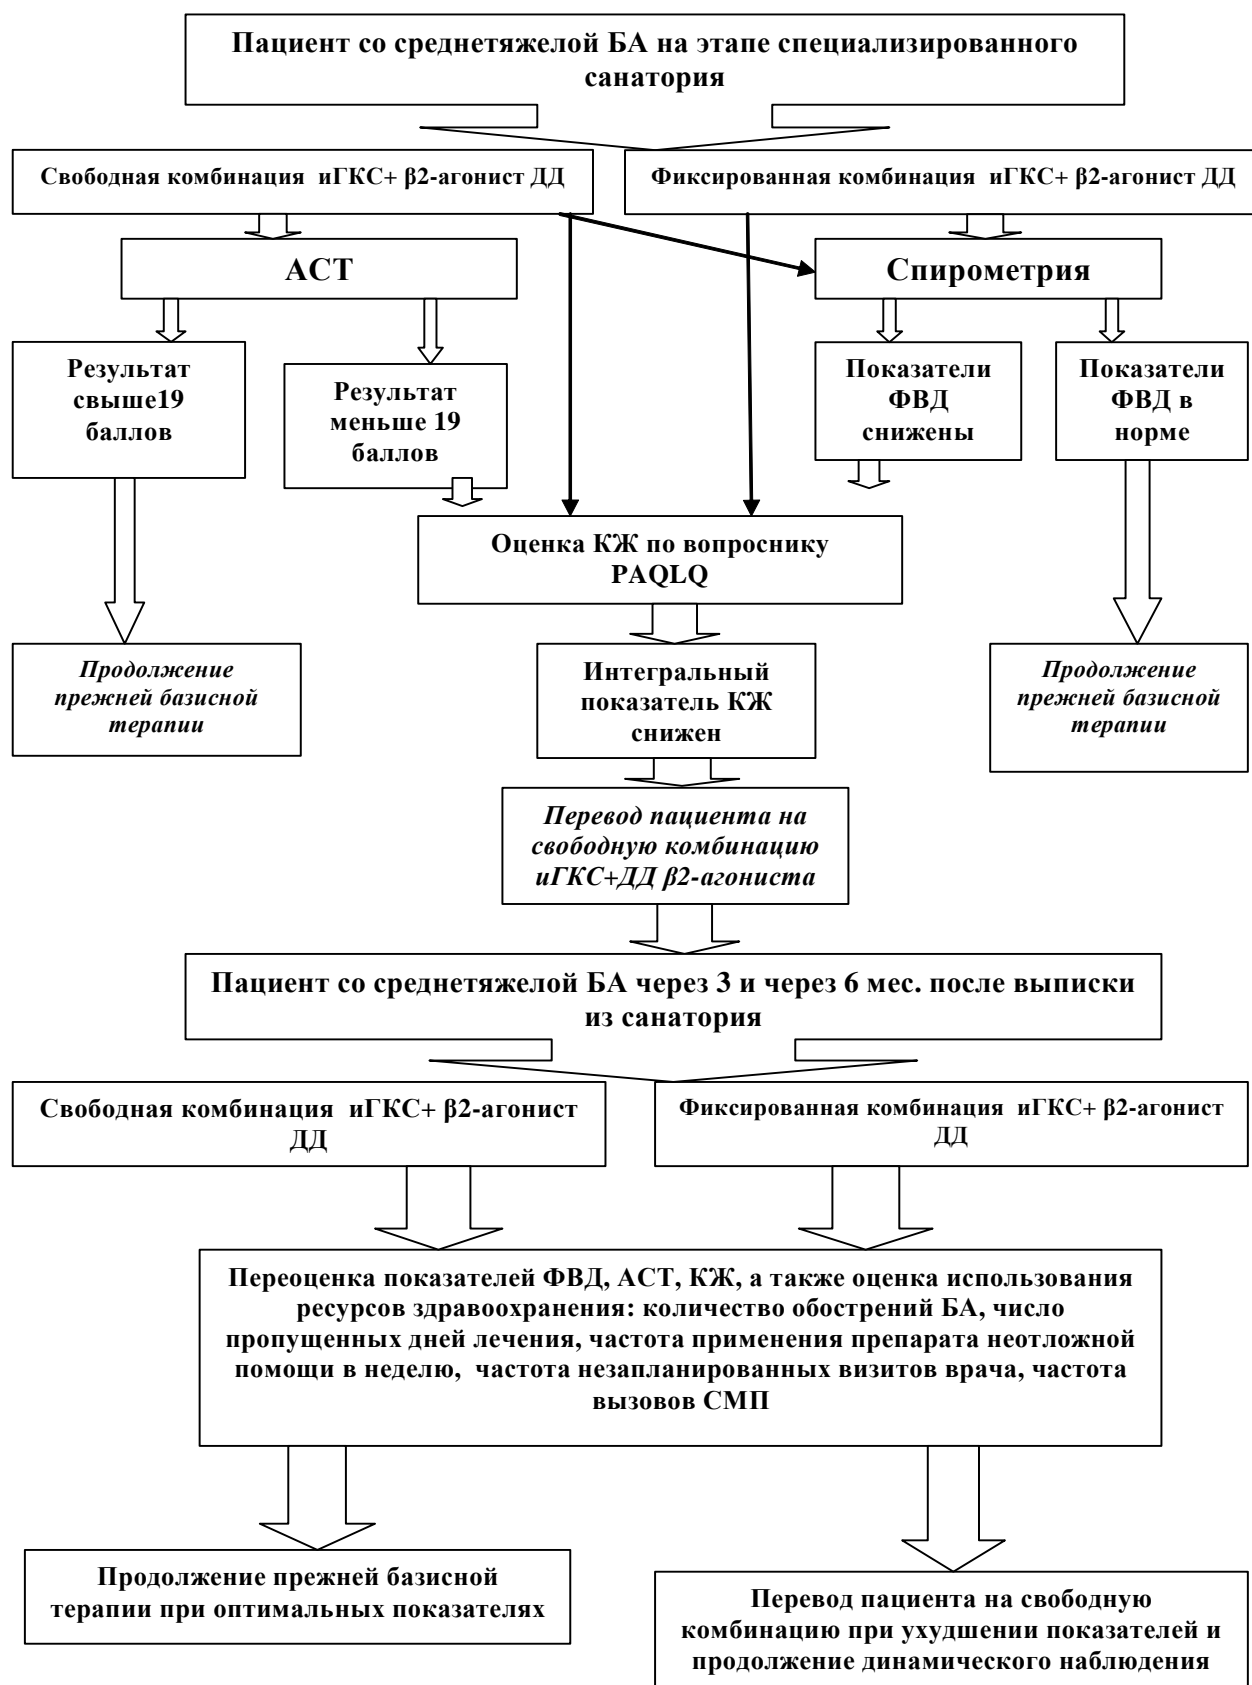 Пациент со среднетяжелой БА на этапе специализированного
санатория
Свободная комбинация иГКС+ β2-агонист ДД
Фиксированная комбинация иГКС+ β2-агонист ДД
АСТ
Спирометрия
Результат
свыше19
баллов
Результат
меньше 19
баллов
Показатели
ФВД
снижены
Показатели
ФВД в
норме
Оценка КЖ по вопроснику
PAQLQ
Продолжение
прежней базисной
терапии
Интегральный
показатель КЖ
снижен
Продолжение
прежней базисной
терапии
Перевод пациента на
свободную комбинацию
иГКС+ДД β2-агониста
Пациент со среднетяжелой БА через 3 и через 6 мес. после выписки
из санатория
Свободная комбинация иГКС+ β2-агонист
ДД
Фиксированная комбинация иГКС+ β2-агонист
ДД
Переоценка показателей ФВД, АСТ, КЖ, а также оценка использования
ресурсов здравоохранения: количество обострений БА, число
пропущенных дней лечения, частота применения препарата неотложной
помощи в неделю, частота незапланированных визитов врача, частота
вызовов СМП
Продолжение прежней базисной
терапии при оптимальных показателях
Перевод пациента на свободную
комбинацию при ухудшении показателей и
продолжение динамического наблюдения